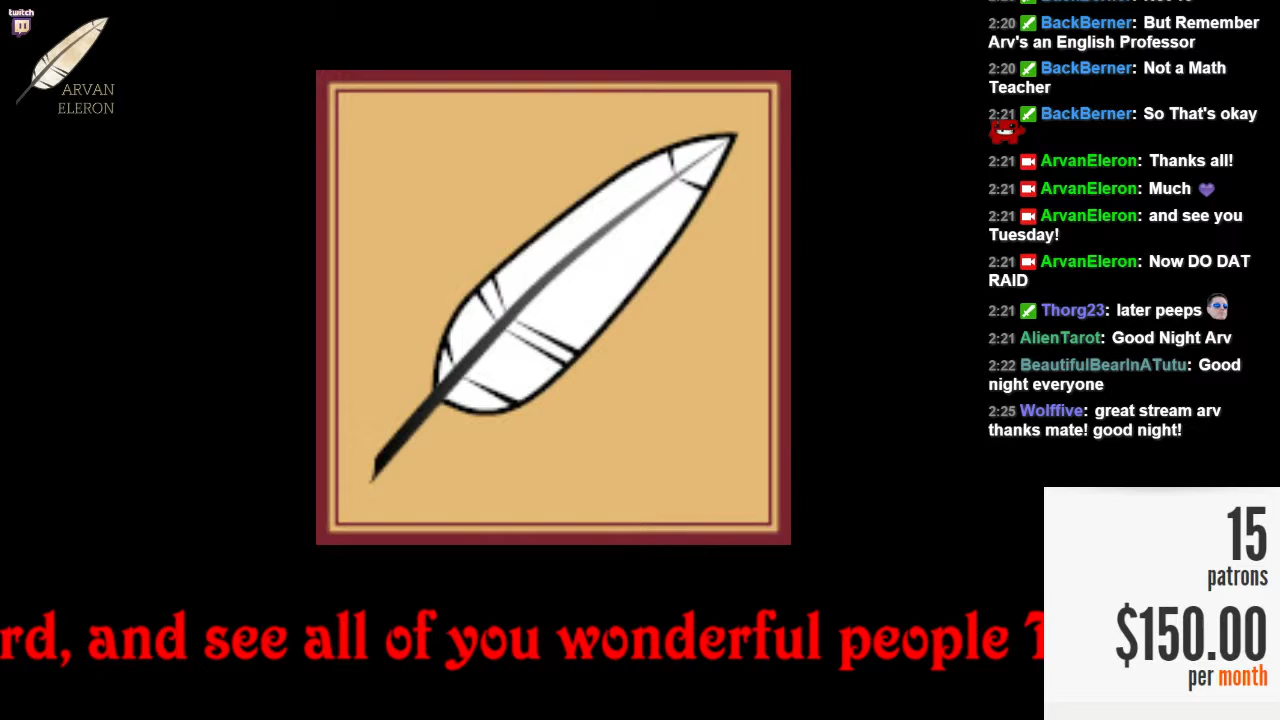 twitch
ARVAN
ELERON
2:20 BackBerner: But Remember
Arv's an English Professor
2:20 BackBerner: Not a Math
Teacher
2:21 BackBerner: So That's okay
2:21 ArvanEleron: Thanks all!
2:21 ArvanEleron: Much
2:21 ArvanEleron: and see you
Tuesday!
2:21 ArvanEleron: Now DO DAT
RAID
2:21 Thorg23: later peeps
2:21 AlienTarot: Good Night Arv
2:22 BeautifulBearInATutu: Good
night everyone
2:25 Wolffive: great stream arv
thanks mate! good night!
15
patrons
$150.00
per month
rd, and see all of you wonderful people